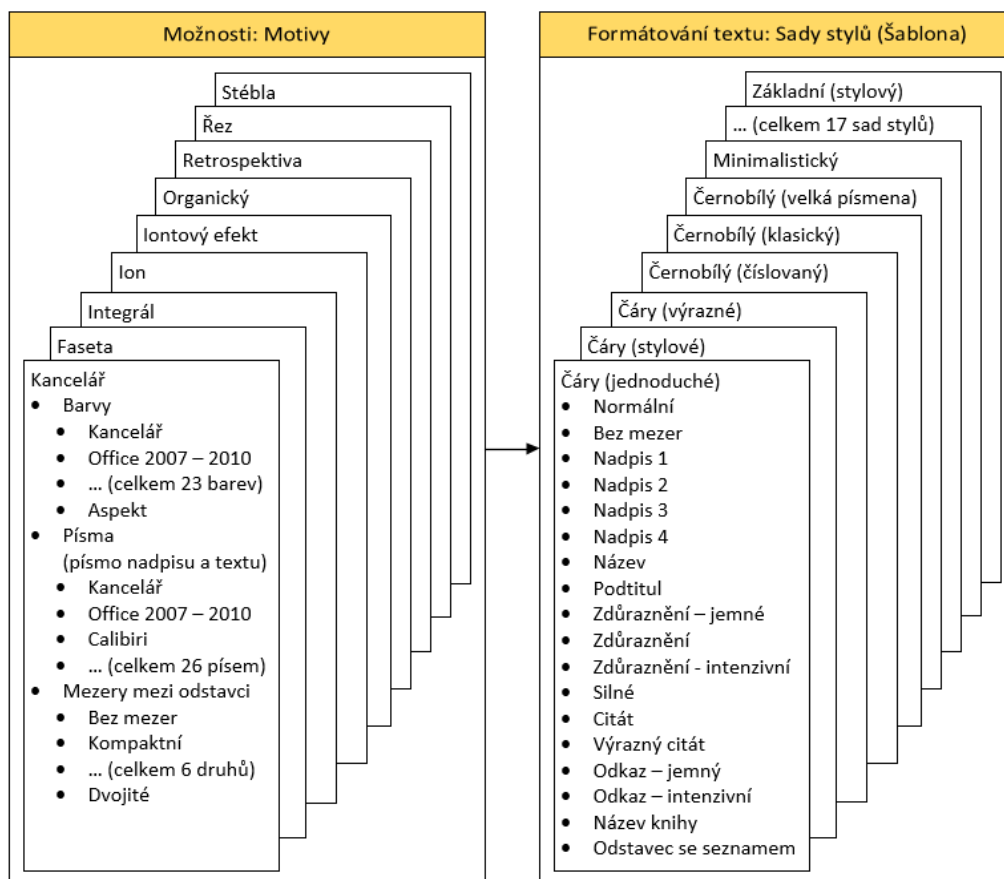 Možnosti: Motivy
Stébla
Řez
Retrospektiva
Organický
Iontový efekt
Ion
Integrál
Faseta
Kancelář
• Barvy
• Kancelář
• Office 2007 – 2010
• ... (celkem 23 barev)
• Aspekt
• Písma
(písmo nadpisu a textu)
• Kancelář
• Office 2007 – 2010
• Calibiri
• ... (celkem 26 písem)
• Mezery mezi odstavci
• Bez mezer
• Kompaktní
• ... (celkem 6 druhů)
• Dvojité
Formátování textu: Sady stylů (Šablona)
Základní (stylový)
... (celkem 17 sad stylů)
Minimalistický
Černobílý (velká písmena)
Černobílý (klasický)
Černobílý (číslovaný)
Čáry (výrazné)
Čáry (stylové)
Čáry (jednoduché)
• Normální
• Bez mezer
• Nadpis 1
• Nadpis 2
• Nadpis 3
• Nadpis 4
• Název
• Podtitul
• Zdůraznění – jemné
• Zdůraznění
• Zdůraznění - intenzivní
• Silné
• Citát
• Výrazný citát
• Odkaz – jemný
• Odkaz – intenzivní
• Název knihy
• Odstavec se seznamem